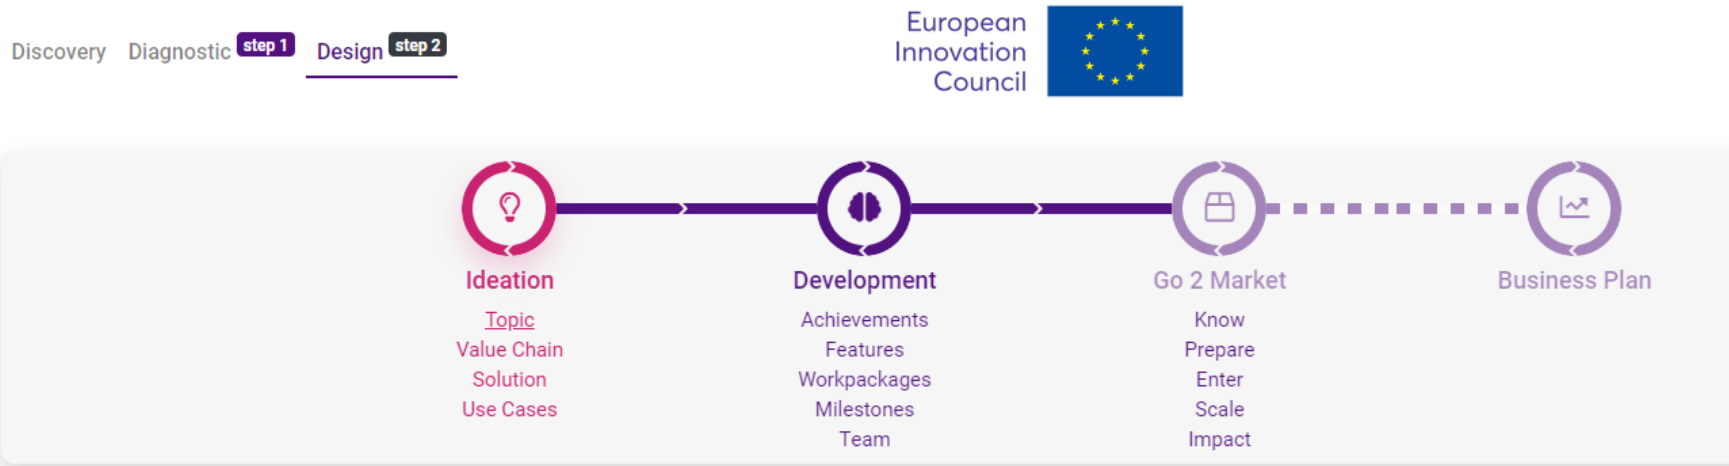 Discovery Diagnostic step 1 Design step 2
European
Innovation
Council
Ideation
Topic
Value Chain
Solution
Use Cases
Development
Achievements
Features
Workpackages
Milestones
Team
Go 2 Market
Know
Prepare
Enter
Scale
Impact
Business Plan